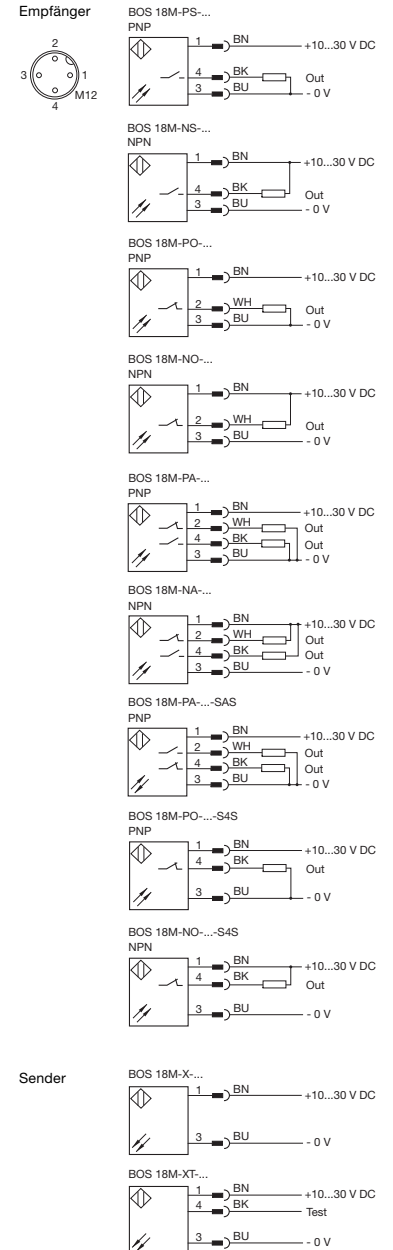 Empfänger
2
3
1
M12
4
BOS 18M-PS-...
PNP
1 BN +10...30 V DC
4 BK Out
3 BU - 0 V
BOS 18M-NS-...
NPN
1 BN +10...30 V DC
4 BK Out
3 BU - 0 V
BOS 18M-PO-...
PNP
1 BN +10...30 V DC
2 WH Out
3 BU - 0 V
BOS 18M-NO-...
NPN
1 BN +10...30 V DC
2 WH Out
3 BU - 0 V
BOS 18M-PA-...
PNP
1 BN +10...30 V DC
2 WH Out
4 BK Out
3 BU - 0 V
BOS 18M-NA-...
NPN
1 BN +10...30 V DC
2 WH Out
4 BK Out
3 BU - 0 V
BOS 18M-PA-...-SAS
PNP
1 BN +10...30 V DC
2 WH Out
4 BK Out
3 BU - 0 V
BOS 18M-PO-...-S4S
PNP
1 BN +10...30 V DC
4 BK Out
3 BU - 0 V
BOS 18M-NO-...-S4S
NPN
1 BN +10...30 V DC
4 BK Out
3 BU - 0 V
Sender
BOS 18M-X-...
1 BN +10...30 V DC
3 BU - 0 V
BOS 18M-XT-...
1 BN +10...30 V DC
4 BK Test
3 BU - 0 V